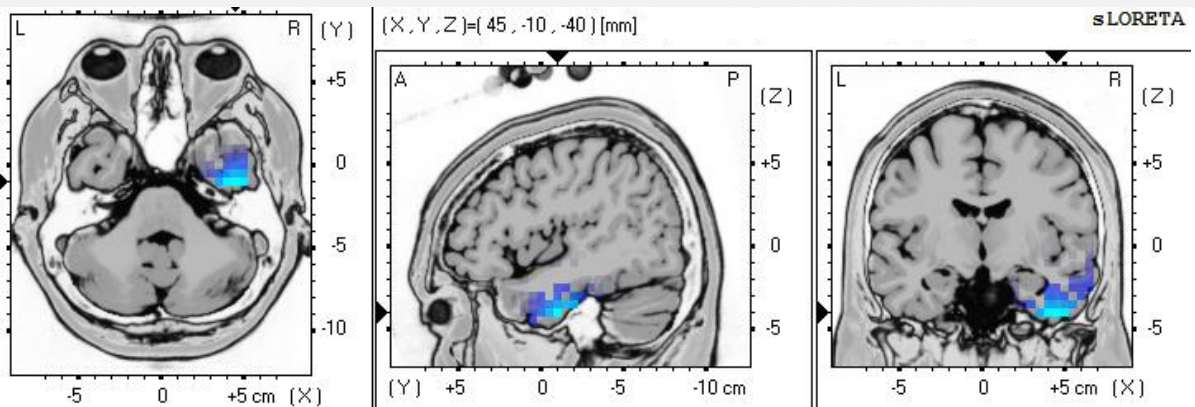 (X,Y,Z)=(45,-10,-40)[mm]
sLORETA
L R (Y)
+5
0
-5
-10
-5 0 +5 cm (X)
A P (Z)
+5
0
-5
(Y) +5 0 -5 -10 cm
L R (Z)
+5
0
-5
-5 0 +5 cm (X)